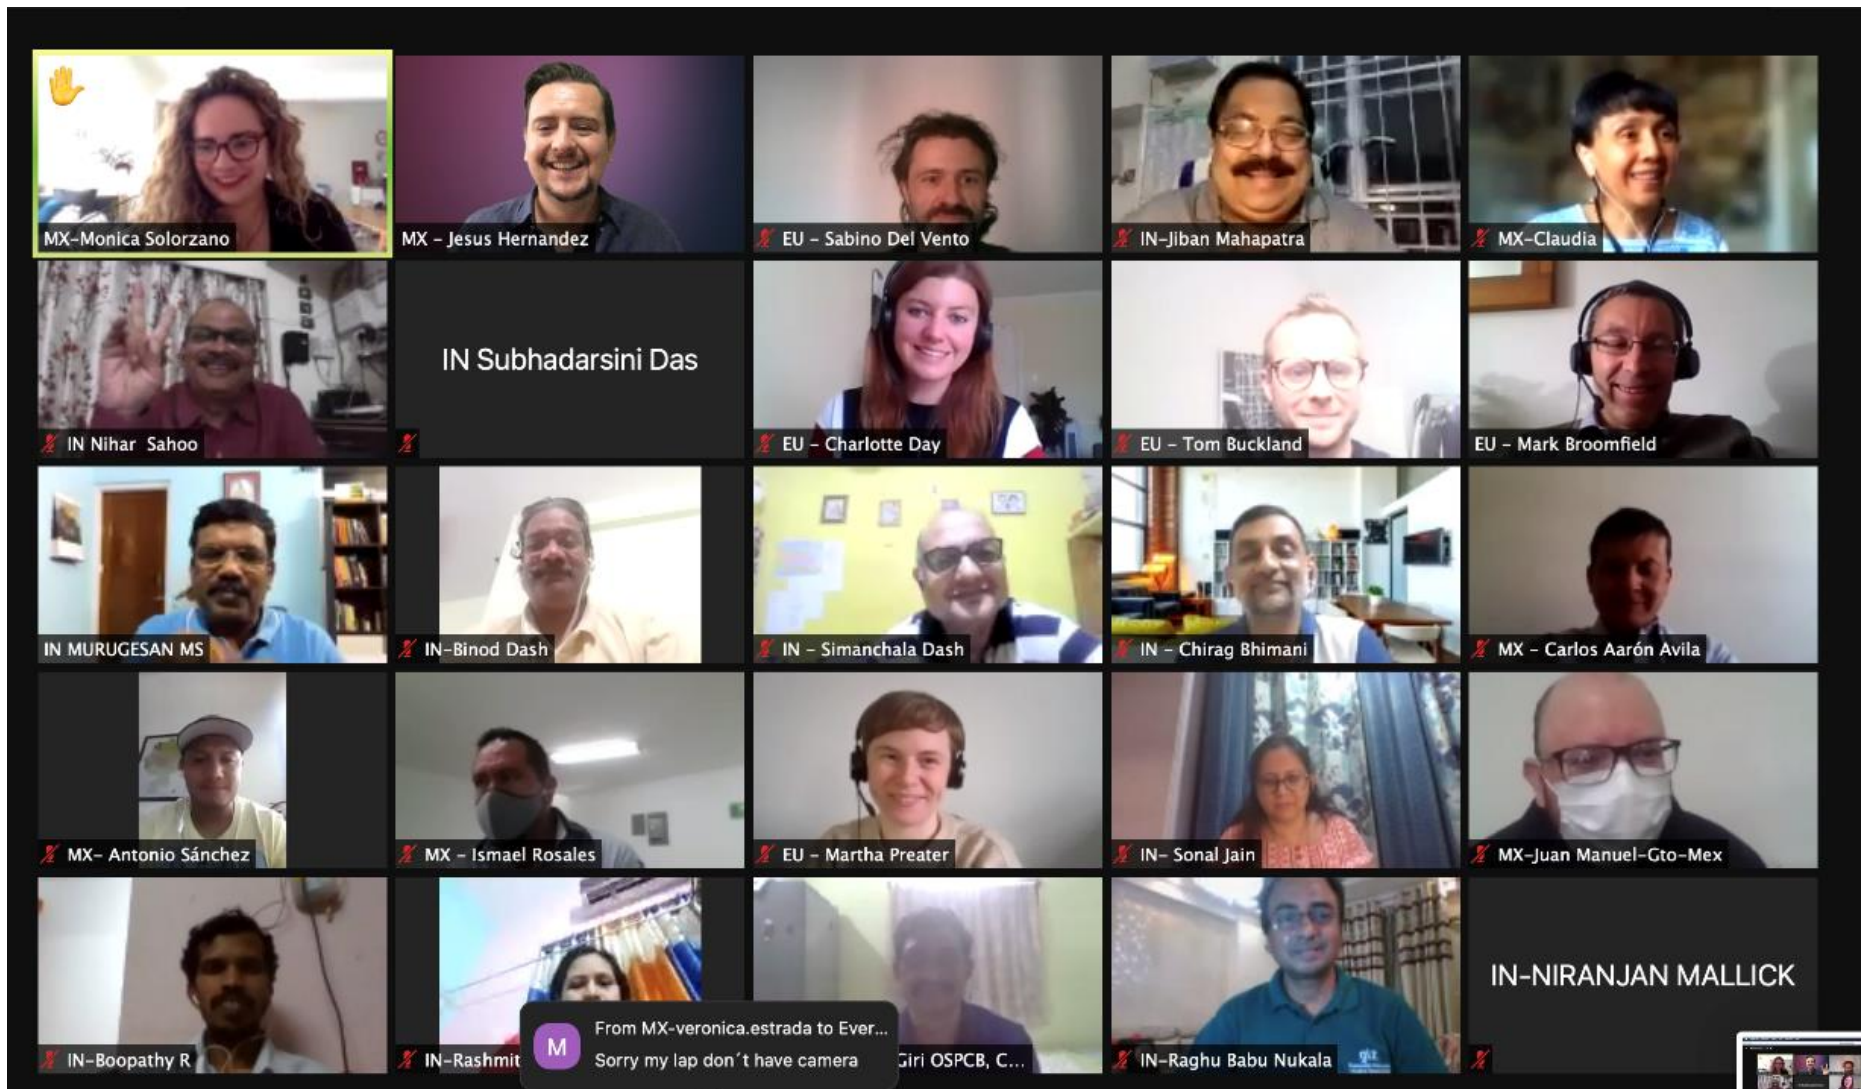 MX-Monica Solorzano
MX - Jesus Hernandez
EU - Sabino Del Vento
IN-Jiban Mahapatra
MX-Claudia
IN Nihar Sahoo
IN Subhadarsini Das
EU - Charlotte Day
EU - Tom Buckland
EU - Mark Broomfield
IN MURUGESAN MS
IN-Binod Dash
IN - Simanchala Dash
IN - Chirag Bhimani
MX - Carlos Aarón Avila
MX- Antonio Sánchez
MX - Ismael Rosales
EU - Martha Preater
IN- Sonal Jain
MX-Juan Manuel-Gto-Mex
IN-Boopathy R
IN-Rashmit
Giri OSPCB, C...
IN-Raghu Babu Nukala
giz
IN-NIRANJAN MALLICK
M
From MX-veronica.estrada to Ever...
Sorry my lap don´t have camera